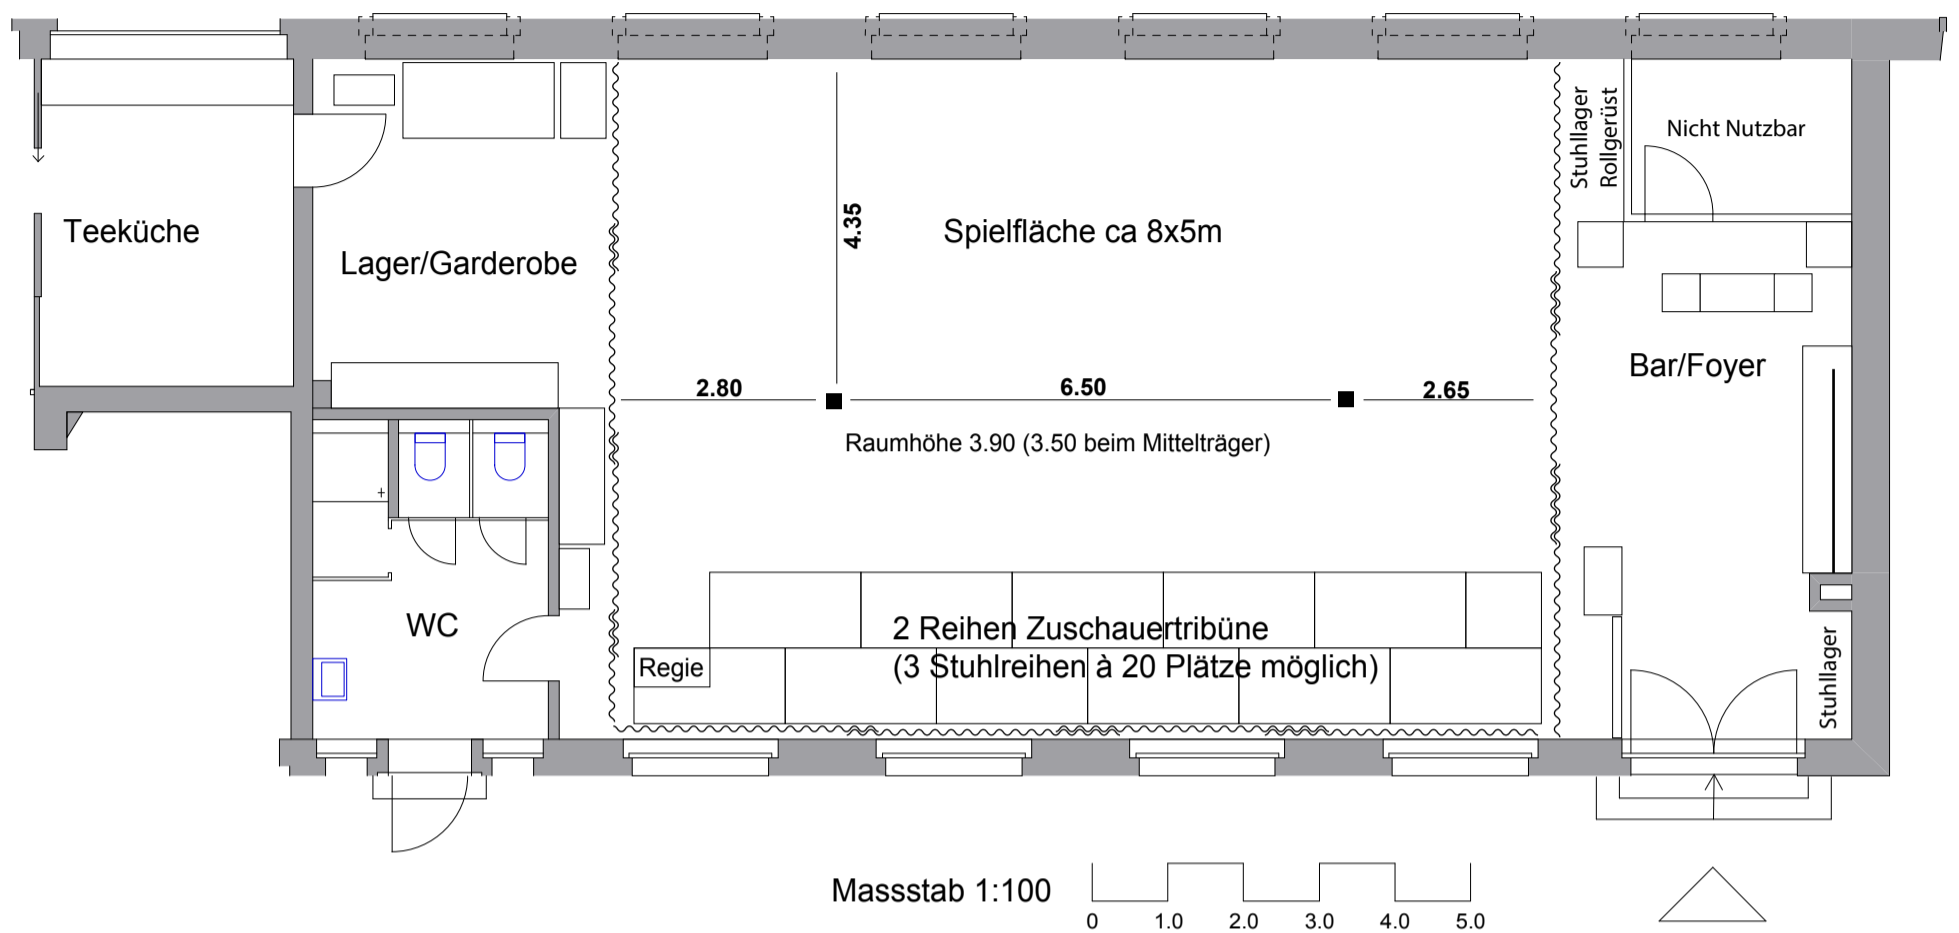 Stuhllager
Rollgerüst
Nicht Nutzbar
Teeküche
Lager/Garderobe
4.35
Spielfläche ca 8x5m
Bar/Foyer
2.80
6.50
2.65
Raumhöhe 3.90 (3.50 beim Mittelträger)
WC
2 Reihen Zuschauertribüne
(3 Stuhlreihen à 20 Plätze möglich)
Regie
Stuhllager
Massstab 1:100
0 1.0 2.0 3.0 4.0 5.0